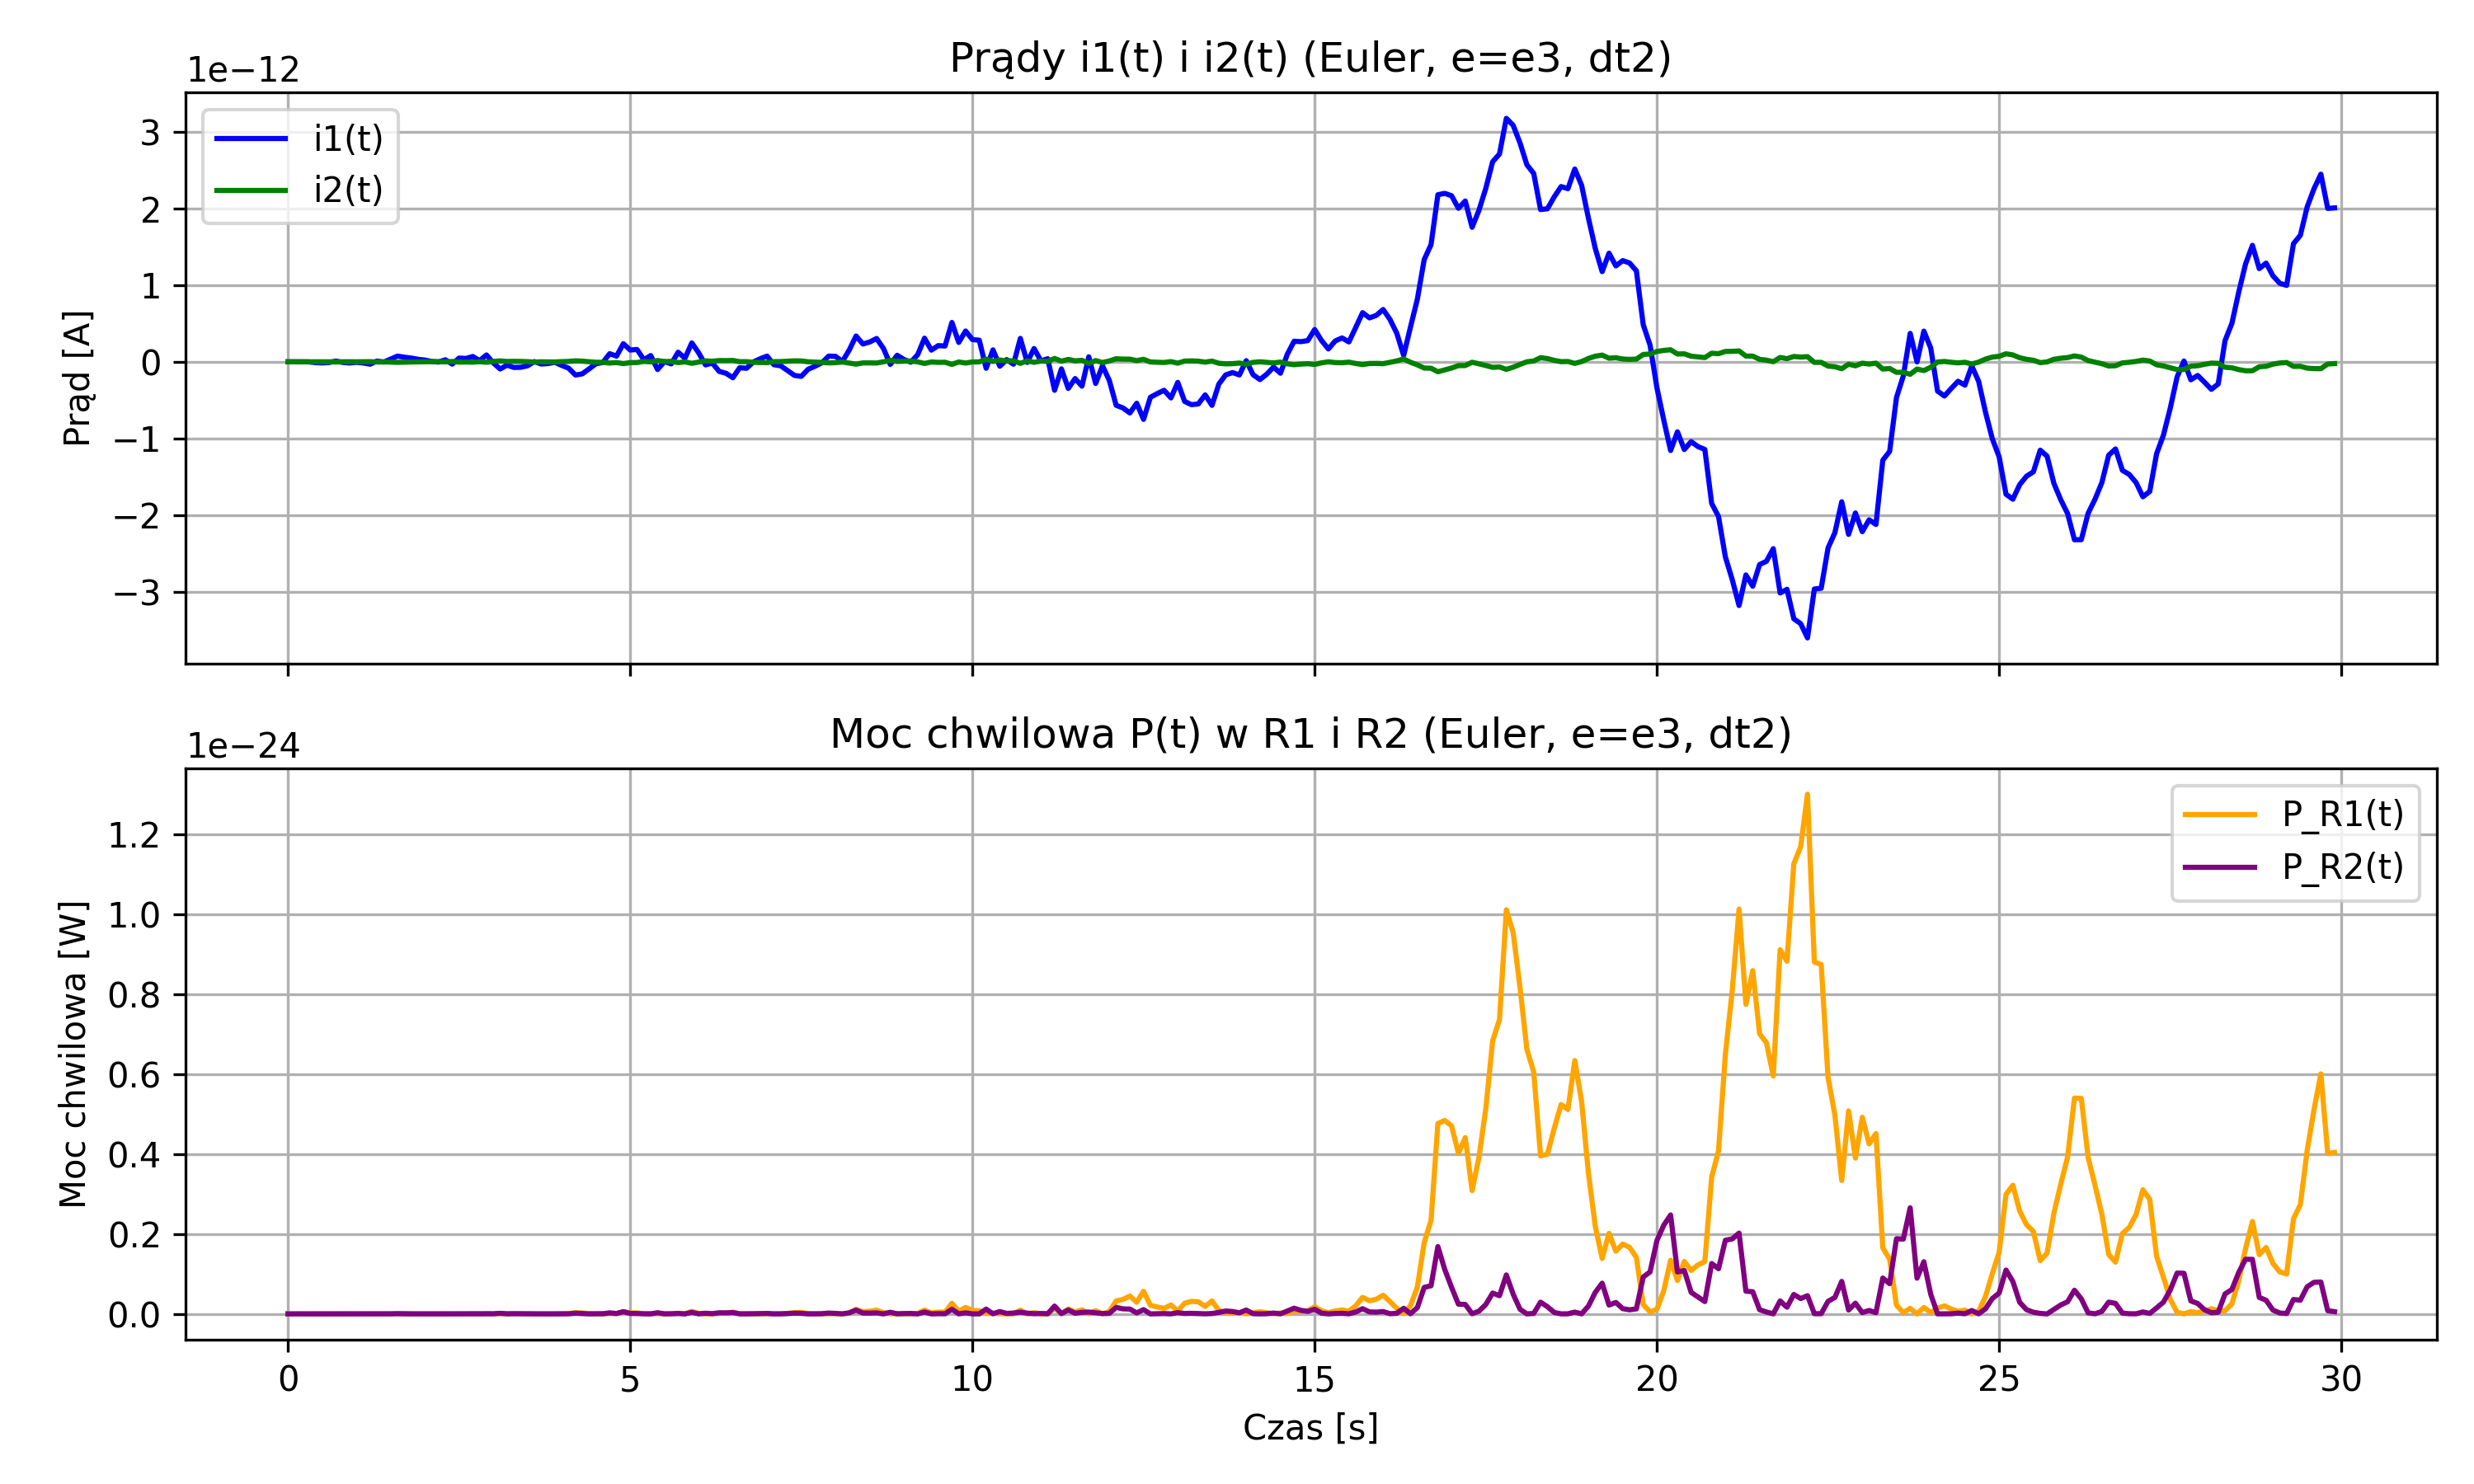 Prądy i1(t) i i2(t) (Euler, e=e3, dt2)
1e−12
i1(t)
i2(t)
3
2
1
0
−1
−2
−3
Prąd [A]
Moc chwilowa P(t) w R1 i R2 (Euler, e=e3, dt2)
1e−24
P_R1(t)
P_R2(t)
1.2
1.0
0.8
0.6
0.4
0.2
0.0
Moc chwilowa [W]
0 5 10 15 20 25 30
Czas [s]